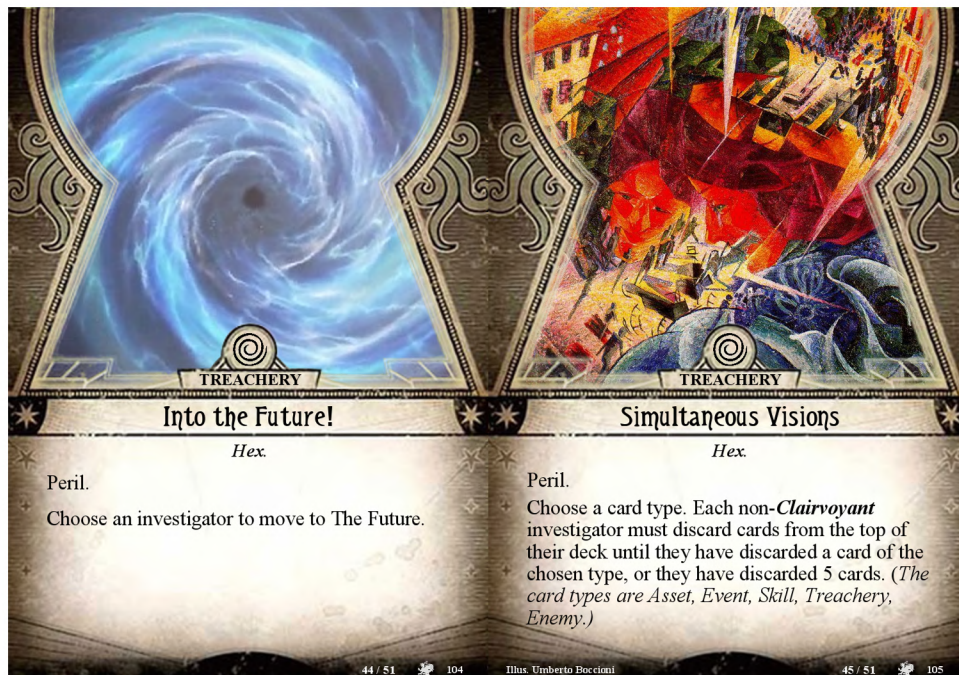 TREACHERY
Into the Future!
Hex.
Peril.
Choose an investigator to move to The Future.
44 / 51
104
TREACHERY
Simultaneous Visions
Hex.
Peril.
Choose a card type. Each non-Clairvoyant
investigator must discard cards from the top of
their deck until they have discarded a card of the
chosen type, or they have discarded 5 cards. (The
card types are Asset, Event, Skill, Treachery,
Enemy.)
Illus. Umberto Boccioni
45 / 51
105